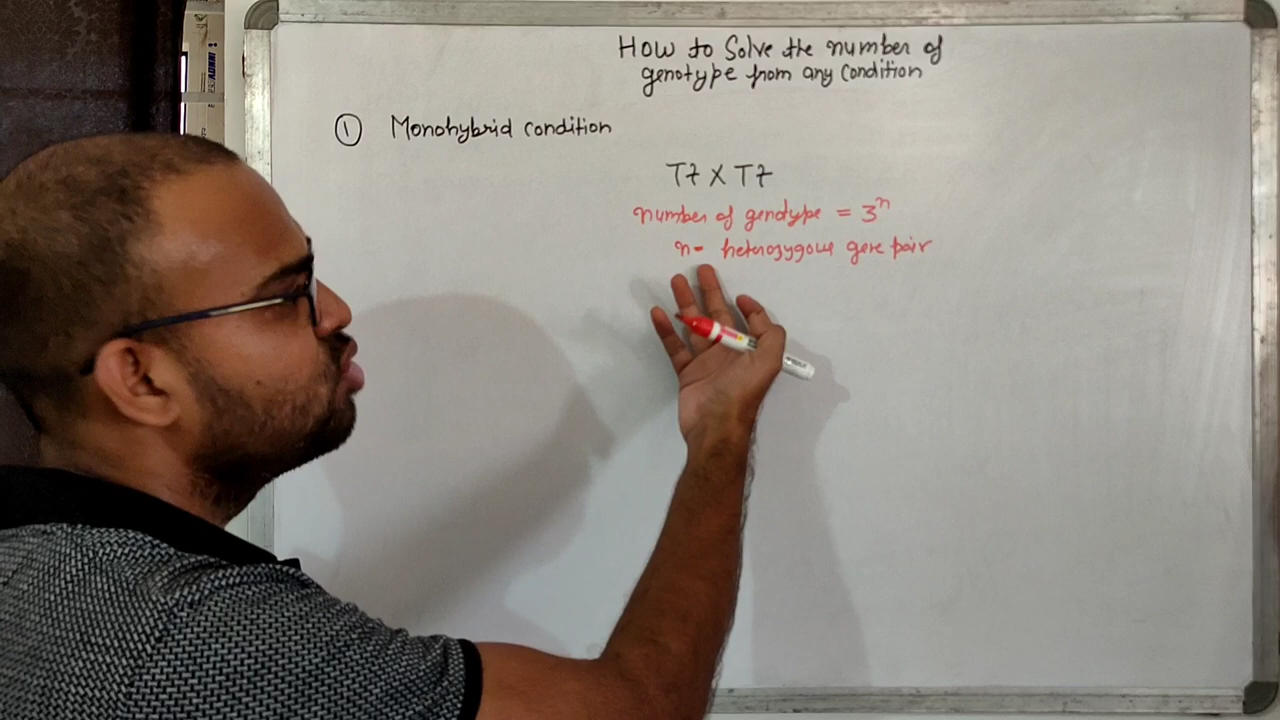 How to Solve the number of
genotype from any Condition
① Monohybrid condition
Tt X Tt
number of genotype = 3ⁿ
n- heterozygous gene pair